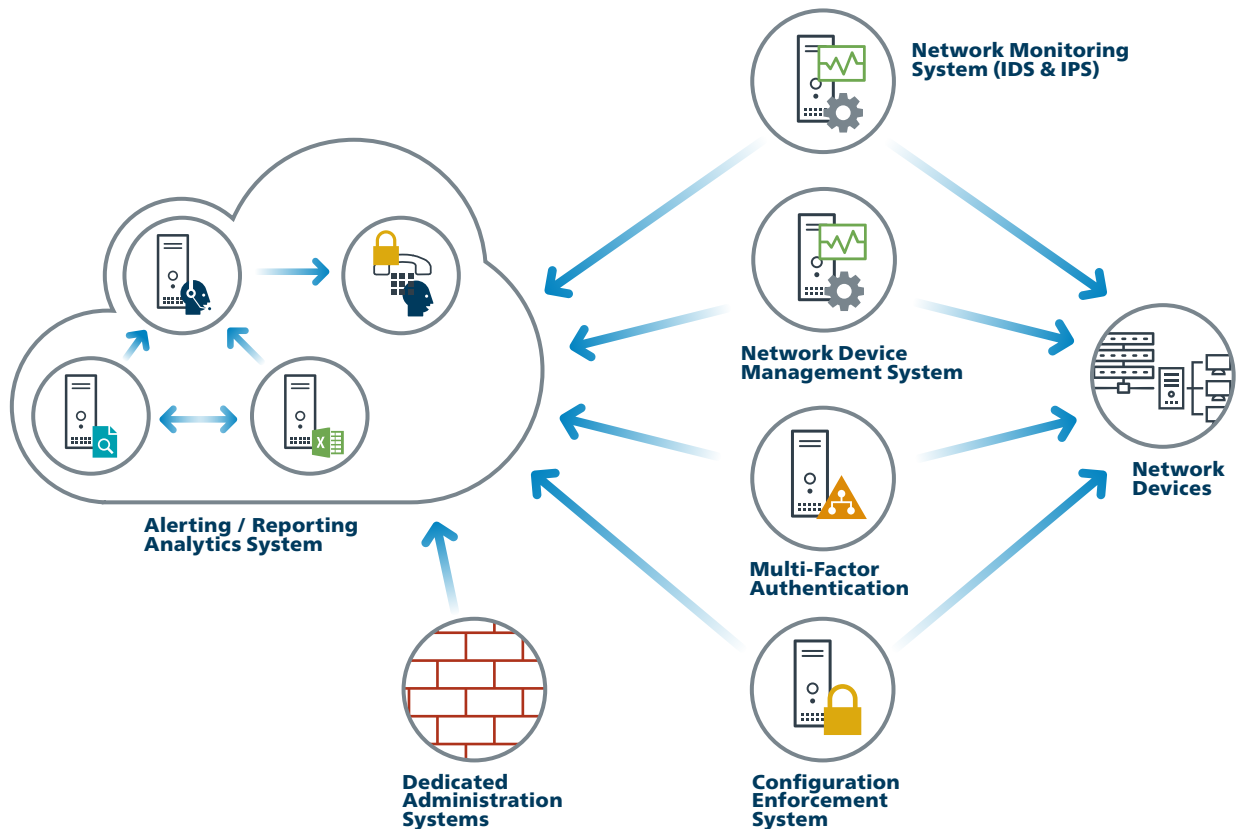 Network Monitoring
System (IDS & IPS)
Network Device
Management System
Network
Devices
Alerting / Reporting
Analytics System
Multi-Factor
Authentication
Dedicated
Administration
Systems
Configuration
Enforcement
System
X